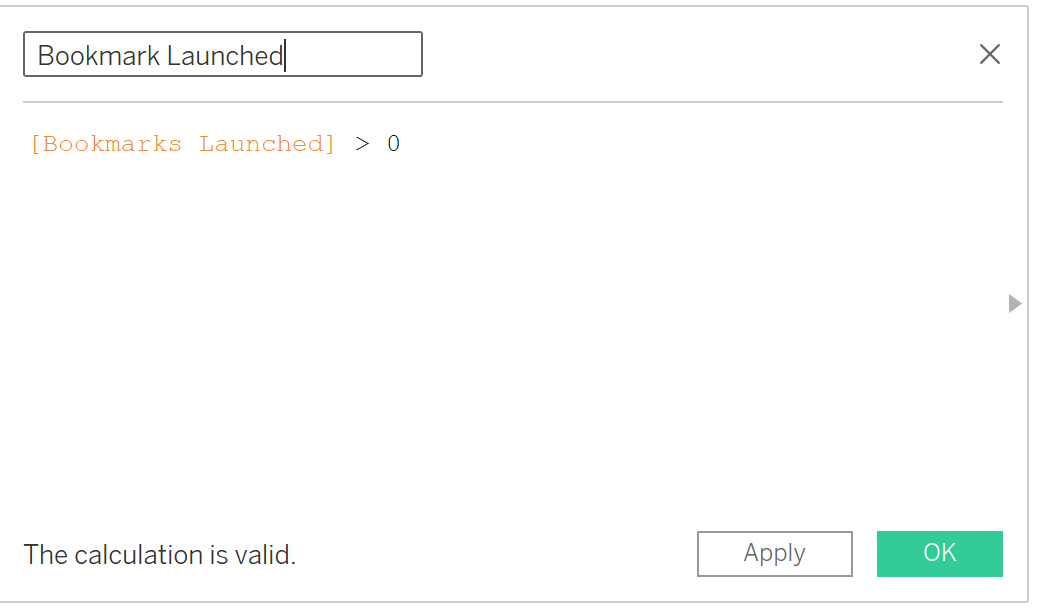 Bookmark Launched
[Bookmarks Launched] > 0
The calculation is valid.
Apply
OK